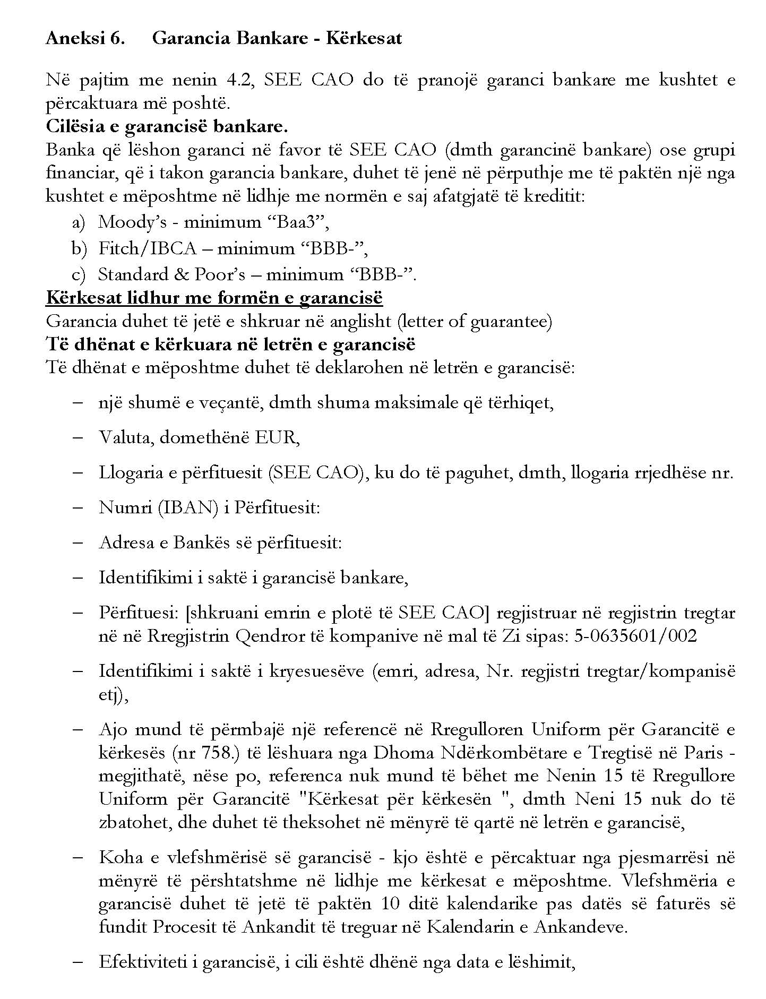 Aneksi 6. Garancia Bankare - Kërkesat
Në pajtim me nenin 4.2, SEE CAO do të pranojë garanci bankare me kushtet e
përcaktuara më poshtë.
Cilësia e garancisë bankare.
Banka që lëshon garanci në favor të SEE CAO (dmth garancinë bankare) ose grupi
financiar, që i takon garancia bankare, duhet të jenë në përputhje me të paktën një nga
kushtet e mëposhtme në lidhje me normën e saj afatgjatë të kreditit:
a) Moody’s - minimum “Baa3”,
b) Fitch/IBCA – minimum “BBB-”,
c) Standard & Poor’s – minimum “BBB-”.
Kërkesat lidhur me formën e garancisë
Garancia duhet të jetë e shkruar në anglisht (letter of guarantee)
Të dhënat e kërkuara në letrën e garancisë
Të dhënat e mëposhtme duhet të deklarohen në letrën e garancisë:
– një shumë e veçantë, dmth shuma maksimale që tërhiqet,
– Valuta, domethënë EUR,
– Llogaria e përfituesit (SEE CAO), ku do të paguhet, dmth, llogaria rrjedhëse nr.
– Numri (IBAN) i Përfituesit:
– Adresa e Bankës së përfituesit:
– Identifikimi i saktë i garancisë bankare,
– Përfituesi: [shkruani emrin e plotë të SEE CAO] regjistruar në regjistrin tregtar
në në Rregjistrin Qendror të kompanive në mal të Zi sipas: 5-0635601/002
– Identifikimi i saktë i kryesuesëve (emri, adresa, Nr. regjistri tregtar/kompanisë
etj),
– Ajo mund të përmbajë një referencë në Rregulloren Uniform për Garancitë e
kërkesës (nr 758.) të lëshuara nga Dhoma Ndërkombëtare e Tregtisë në Paris -
megjithatë, nëse po, referenca nuk mund të bëhet me Nenin 15 të Rregullore
Uniform për Garancitë "Kërkesat për kërkesën ", dmth Neni 15 nuk do të
zbatohet, dhe duhet të theksohet në mënyrë të qartë në letrën e garancisë,
– Koha e vlefshmërisë së garancisë - kjo është e përcaktuar nga pjesmarrësi në
mënyrë të përshtatshme në lidhje me kërkesat e mëposhtme. Vlefshmëria e
garancisë duhet të jetë të paktën 10 ditë kalendarike pas datës së faturës së
fundit Procesit të Ankandit të treguar në Kalendarin e Ankandeve.
– Efektiviteti i garancisë, i cili është dhënë nga data e lëshimit,